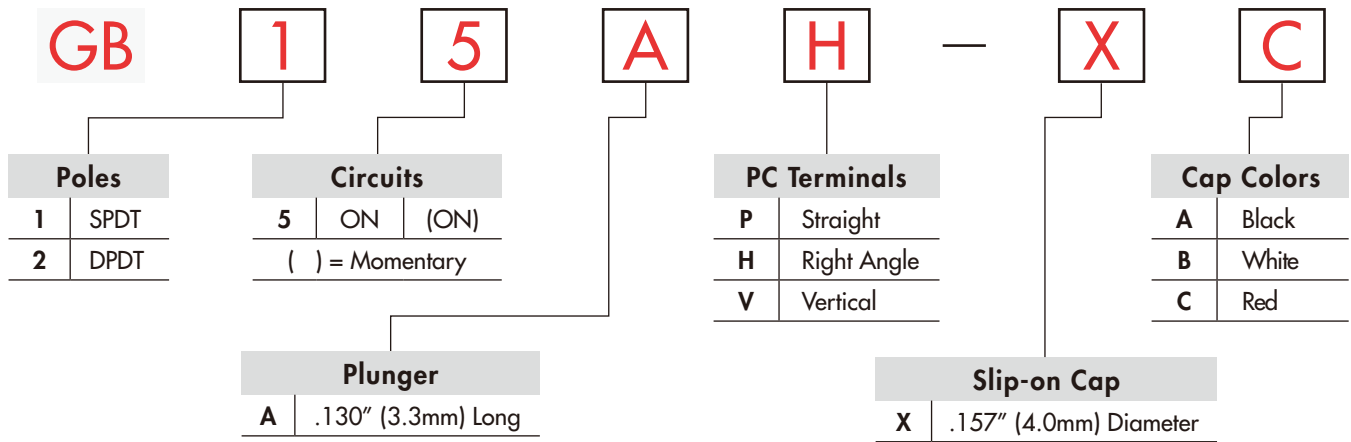 GB 1 5 A H — X C
Poles
1 SPDT
2 DPDT
Circuits
5 ON (ON)
( ) = Momentary
PC Terminals
P Straight
H Right Angle
V Vertical
Cap Colors
A Black
B White
C Red
Plunger
A .130″ (3.3mm) Long
Slip-on Cap
X .157″ (4.0mm) Diameter